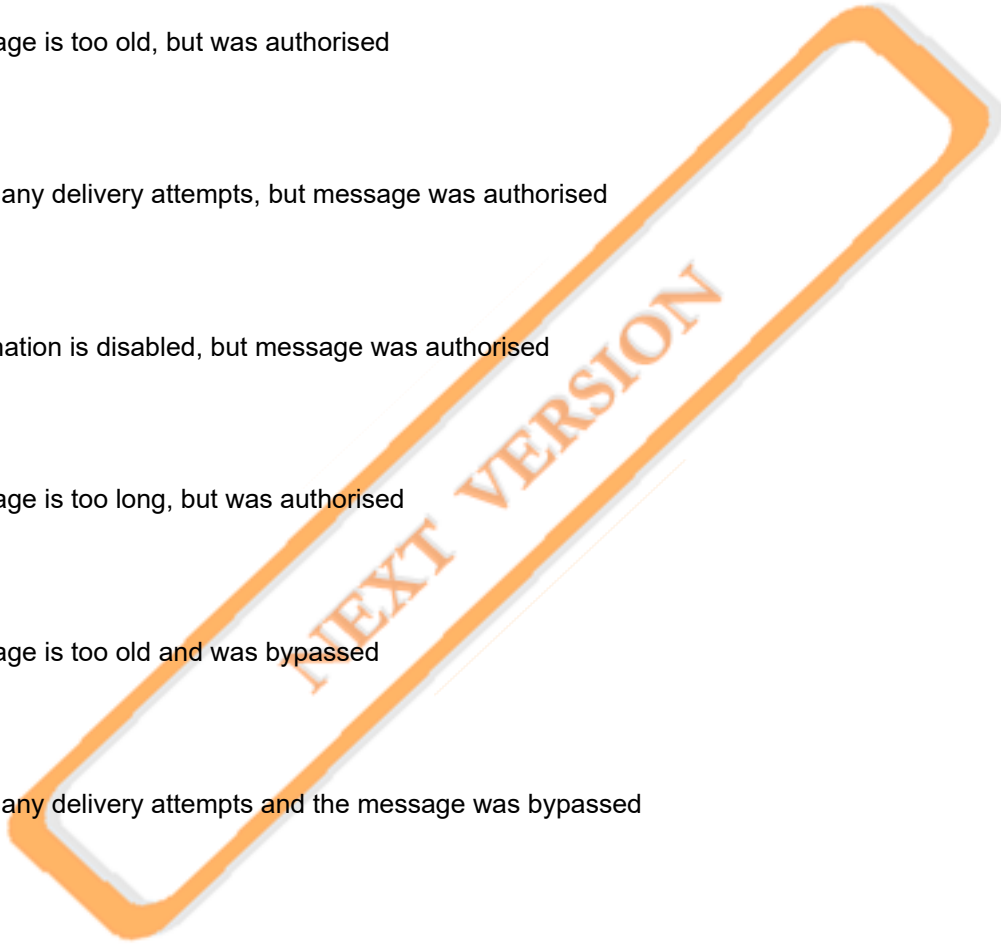 age is too old, but was authorised
any delivery attempts, but message was authorised
nation is disabled, but message was authorised
age is too long, but was authorised
NEXT VERSION
age is too old and was bypassed
any delivery attempts and the message was bypassed